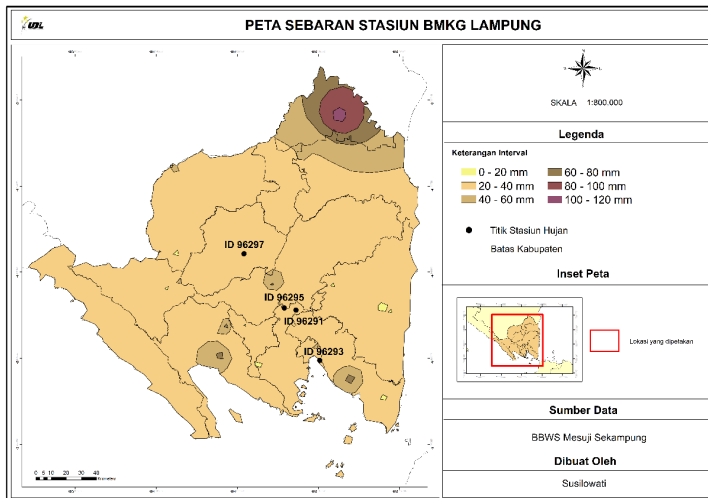 UBL
PETA SEBARAN STASIUN BMKG LAMPUNG
N
SKALA 1:800.000
Legenda
Keterangan Interval
0 - 20 mm
20 - 40 mm
40 - 60 mm
60 - 80 mm
80 - 100 mm
100 - 120 mm
Titik Stasiun Hujan
Batas Kabupaten
Inset Peta
Lokasi yang dipetakan
Sumber Data
BBWS Mesuji Sekampung
Dibuat Oleh
Susilowati
ID 96297
ID 96295
ID 96291
ID 96293
0 5 10 20 30 40